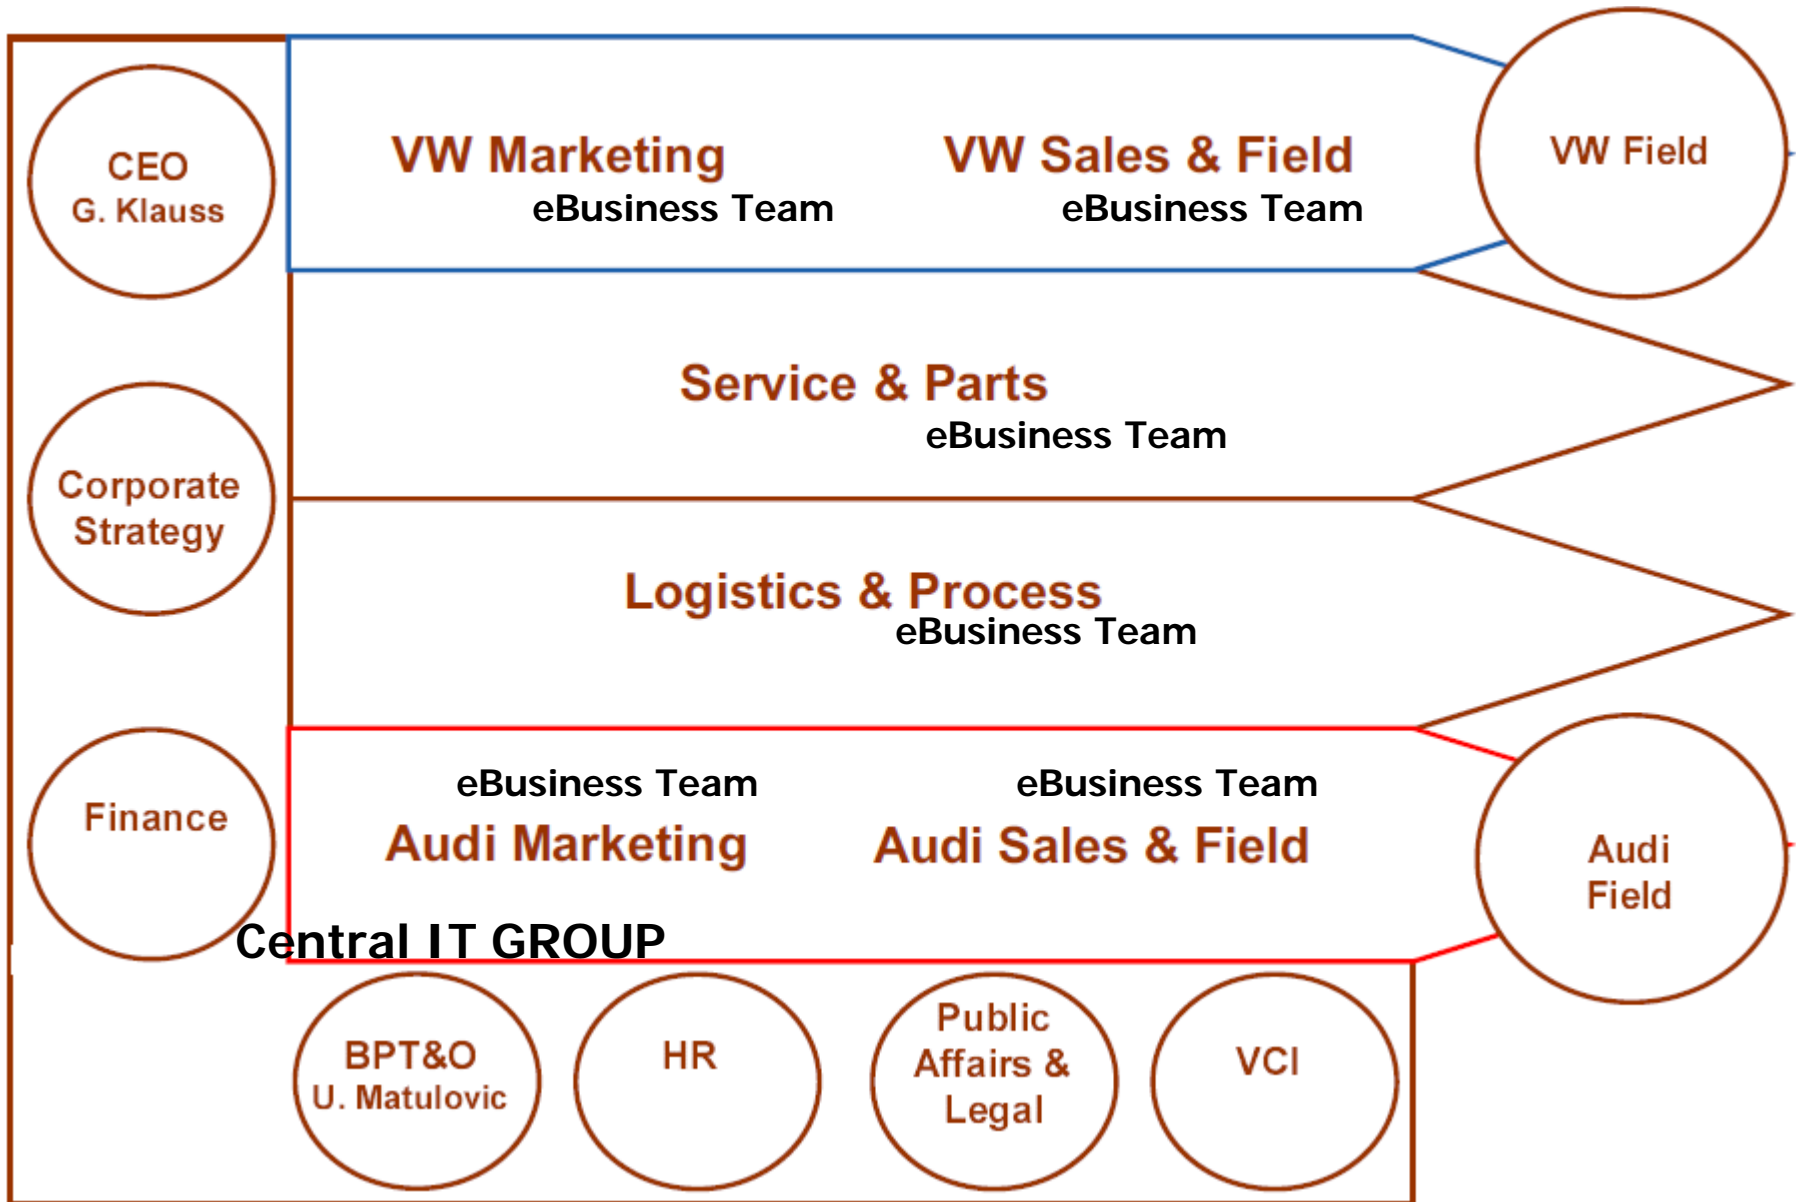 CEO
G. Klauss
VW Marketing
eBusiness Team
VW Sales & Field
eBusiness Team
VW Field
Service & Parts
eBusiness Team
Corporate
Strategy
Logistics & Process
eBusiness Team
Finance
eBusiness Team
Audi Marketing
eBusiness Team
Audi Sales & Field
Audi
Field
Central IT GROUP
BPT&O
U. Matulovic
HR
Public
Affairs &
Legal
VCI